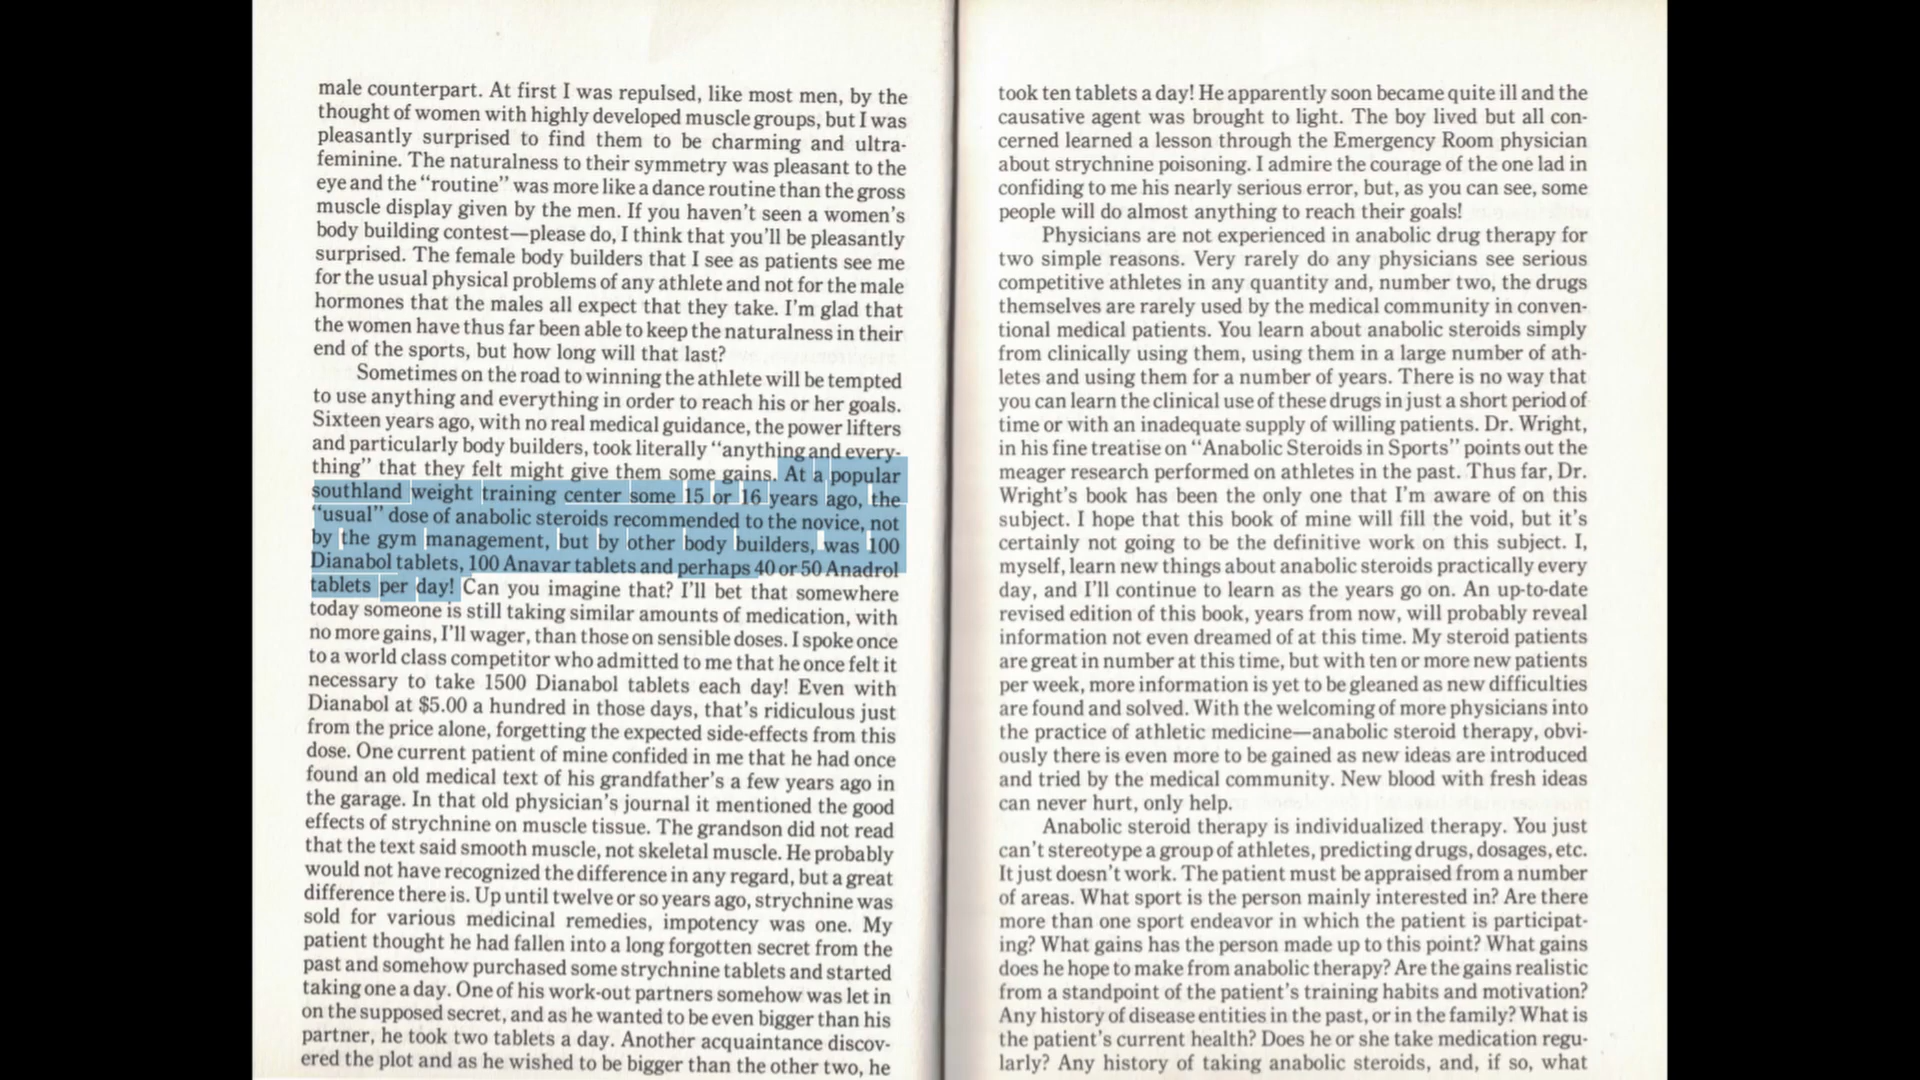 male counterpart. At first I was repulsed, like most men, by the
thought of women with highly developed muscle groups, but I was
pleasantly surprised to find them to be charming and ultra-
feminine. The naturalness to their symmetry was pleasant to the
eye and the “routine” was more like a dance routine than the gross
muscle display given by the men. If you haven't seen a women's
body building contest—please do, I think that you'll be pleasantly
surprised. The female body builders that I see as patients see me
for the usual physical problems of any athlete and not for the male
hormones that the males all expect that they take. I'm glad that
the women have thus far been able to keep the naturalness in their
end of the sports, but how long will that last?
Sometimes on the road to winning the athlete will be tempted
to use anything and everything in order to reach his or her goals.
Sixteen years ago, with no real medical guidance, the power lifters
and particularly body builders, took literally “anything and every-
thing” that they felt might give them some gains. At a popular
southland weight training center some 15 or 16 years ago, the
“usual” dose of anabolic steroids recommended to the novice, not
by the gym management, but by other body builders, was 100
Dianabol tablets, 100 Anavar tablets and perhaps 40 or 50 Anadrol
tablets per day! Can you imagine that? I'll bet that somewhere
today someone is still taking similar amounts of medication, with
no more gains, I'll wager, than those on sensible doses. I spoke once
to a world class competitor who admitted to me that he once felt it
necessary to take 1500 Dianabol tablets each day! Even with
Dianabol at $5.00 a hundred in those days, that's ridiculous just
from the price alone, forgetting the expected side-effects from this
dose. One current patient of mine confided in me that he had once
found an old medical text of his grandfather's a few years ago in
the garage. In that old physician's journal it mentioned the good
effects of strychnine on muscle tissue. The grandson did not read
that the text said smooth muscle, not skeletal muscle. He probably
would not have recognized the difference in any regard, but a great
difference there is. Up until twelve or so years ago, strychnine was
sold for various medicinal remedies, impotency was one. My
patient thought he had fallen into a long forgotten secret from the
past and somehow purchased some strychnine tablets and started
taking one a day. One of his work-out partners somehow was let in
on the supposed secret, and as he wanted to be even bigger than his
partner, he took two tablets a day. Another acquaintance discov-
ered the plot and as he wished to be bigger than the other two, he
took ten tablets a day! He apparently soon became quite ill and the
causative agent was brought to light. The boy lived but all con-
cerned learned a lesson through the Emergency Room physician
about strychnine poisoning. I admire the courage of the one lad in
confiding to me his nearly serious error, but, as you can see, some
people will do almost anything to reach their goals!
Physicians are not experienced in anabolic drug therapy for
two simple reasons. Very rarely do any physicians see serious
competitive athletes in any quantity and, number two, the drugs
themselves are rarely used by the medical community in conven-
tional medical patients. You learn about anabolic steroids simply
from clinically using them, using them in a large number of ath-
letes and using them for a number of years. There is no way that
you can learn the clinical use of these drugs in just a short period of
time or with an inadequate supply of willing patients. Dr. Wright,
in his fine treatise on “Anabolic Steroids in Sports” points out the
meager research performed on athletes in the past. Thus far, Dr.
Wright's book has been the only one that I'm aware of on this
subject. I hope that this book of mine will fill the void, but it's
certainly not going to be the definitive work on this subject. I,
myself, learn new things about anabolic steroids practically every
day, and I'll continue to learn as the years go on. An up-to-date
revised edition of this book, years from now, will probably reveal
information not even dreamed of at this time. My steroid patients
are great in number at this time, but with ten or more new patients
per week, more information is yet to be gleaned as new difficulties
are found and solved. With the welcoming of more physicians into
the practice of athletic medicine—anabolic steroid therapy, obvi-
ously there is even more to be gained as new ideas are introduced
and tried by the medical community. New blood with fresh ideas
can never hurt, only help.
Anabolic steroid therapy is individualized therapy. You just
can't stereotype a group of athletes, predicting drugs, dosages, etc.
It just doesn't work. The patient must be appraised from a number
of areas. What sport is the person mainly interested in? Are there
more than one sport endeavor in which the patient is participat-
ing? What gains has the person made up to this point? What gains
does he hope to make from anabolic therapy? Are the gains realistic
from a standpoint of the patient's training habits and motivation?
Any history of disease entities in the past, or in the family? What is
the patient's current health? Does he or she take medication regu-
larly? Any history of taking anabolic steroids, and, if so, what